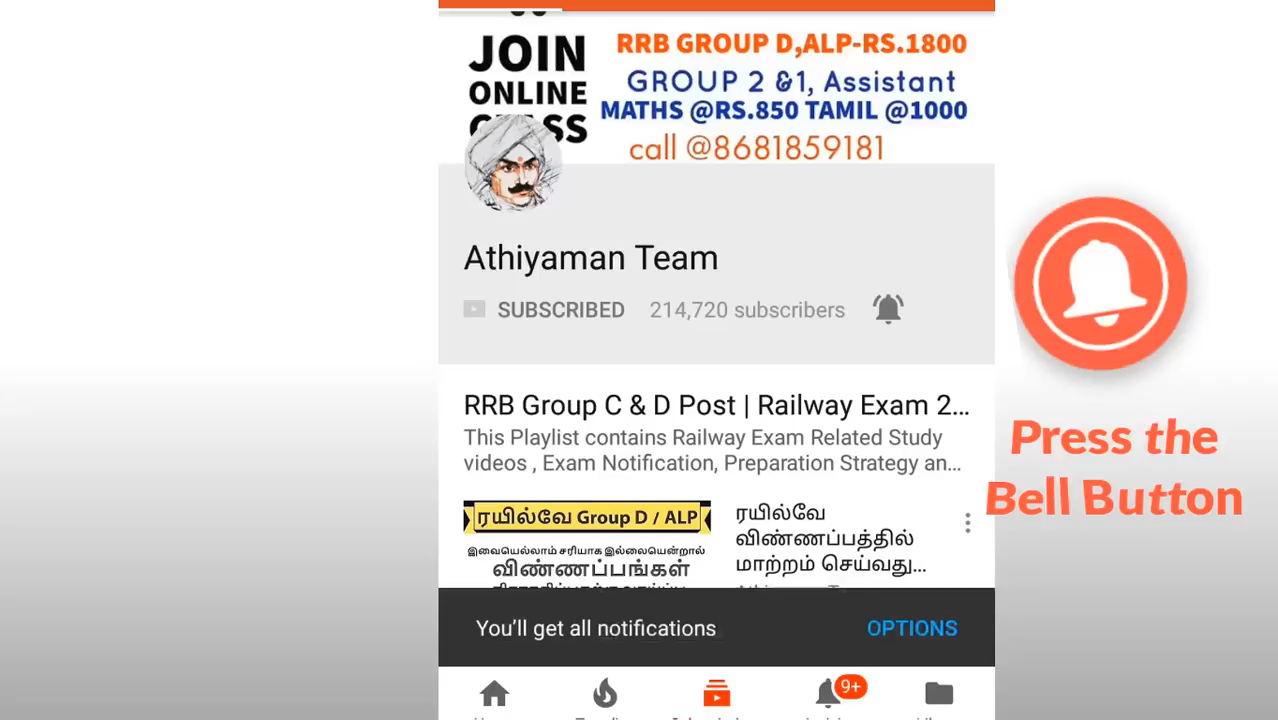 JOIN
ONLINE
CLASS
RRB GROUP D,ALP-RS.1800
GROUP 2 &1, Assistant
MATHS @RS.850 TAMIL @1000
call @8681859181
Athiyaman Team
SUBSCRIBED 214,720 subscribers
RRB Group C & D Post | Railway Exam 2...
This Playlist contains Railway Exam Related Study
videos , Exam Notification, Preparation Strategy an...
ரயில்வே Group D / ALP
இவையெல்லாம் சரியாக இல்லையென்றால்
விண்ணப்பங்கள்
ரயில்வே
விண்ணப்பத்தில்
மாற்றம் செய்வது...
You'll get all notifications OPTIONS
9+
Press the
Bell Button